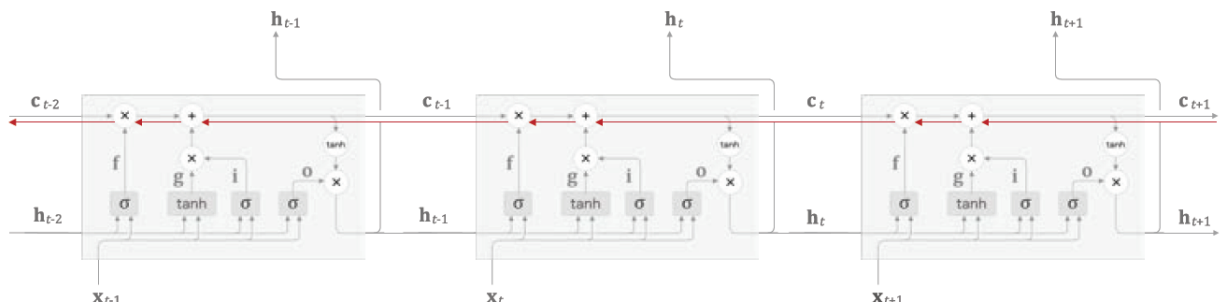 h_{t-1} h_t h_{t+1}
c_{t-2} c_{t-1} c_t c_{t+1}
× + × + × +
tanh tanh tanh
f × f × f ×
g i o × g i o × g i o ×
σ tanh σ σ σ tanh σ σ σ tanh σ σ
h_{t-2} h_{t-1} h_t h_{t+1}
x_{t-1} x_t x_{t+1}